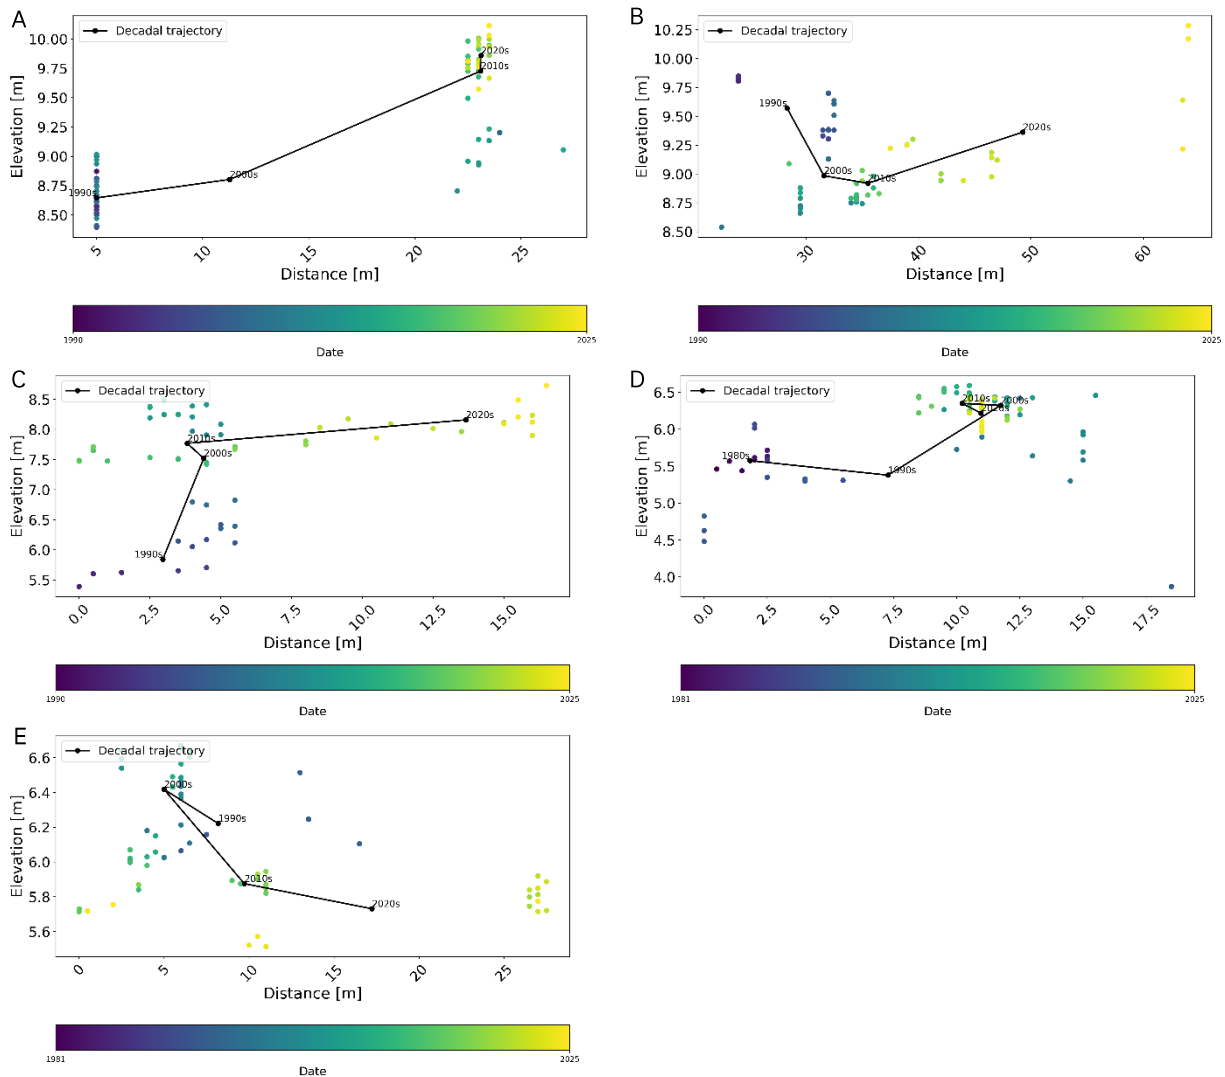 A
Decadal trajectory
10.00
9.75
9.50
9.25
9.00
8.75
8.50
Elevation [m]
1990s
2000s
2010s
2020s
5
10
15
20
25
Distance [m]
1990
2025
Date
B
Decadal trajectory
10.25
10.00
9.75
9.50
9.25
9.00
8.75
8.50
Elevation [m]
1990s
2000s
2010s
2020s
30
40
50
60
Distance [m]
1990
2025
Date
C
Decadal trajectory
8.5
8.0
7.5
7.0
6.5
6.0
5.5
Elevation [m]
1990s
2000s
2010s
2020s
0.0
2.5
5.0
7.5
10.0
12.5
15.0
Distance [m]
1990
2025
Date
D
Decadal trajectory
6.5
6.0
5.5
5.0
4.5
4.0
Elevation [m]
1980s
1990s
2000s
2010s
2020s
0.0
2.5
5.0
7.5
10.0
12.5
15.0
17.5
Distance [m]
1981
2025
Date
E
Decadal trajectory
6.6
6.4
6.2
6.0
5.8
5.6
Elevation [m]
2000s
1990s
2010s
2020s
0
5
10
15
20
25
Distance [m]
1981
2025
Date